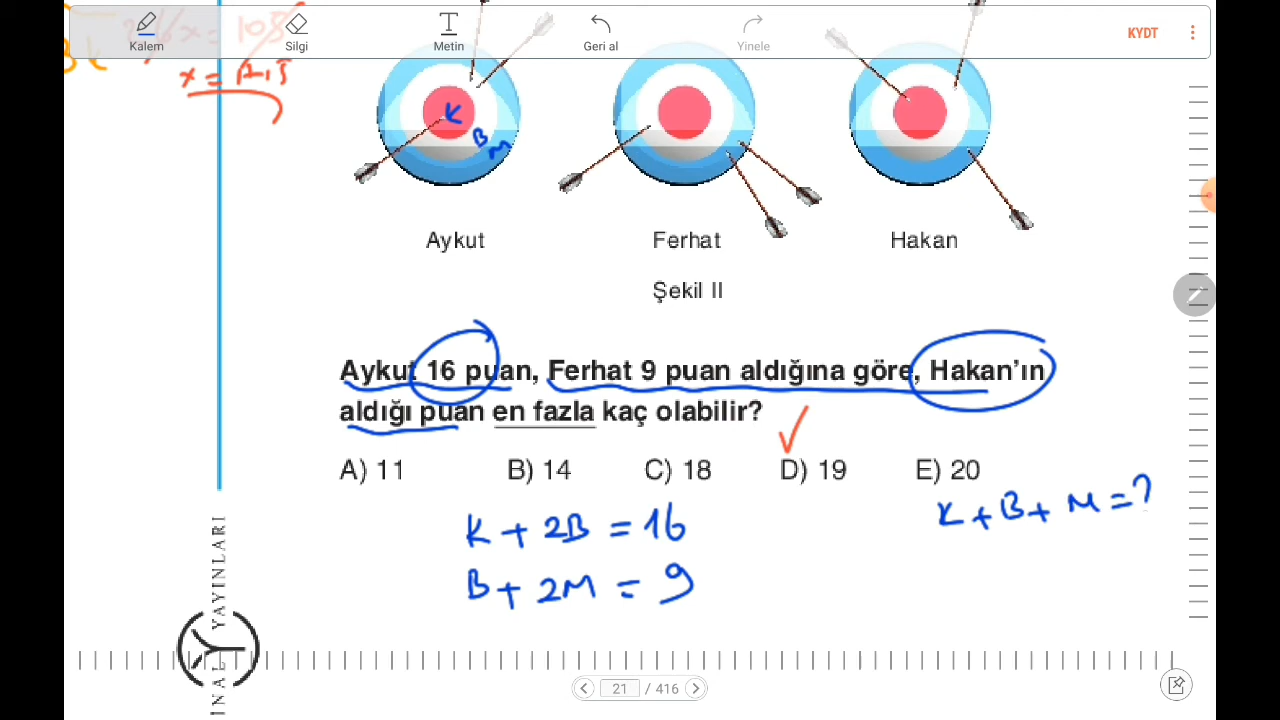 Kalem
Silgi
Metin
Geri al
Yinele
KYDT
x = 
K
B
M
Aykut
Ferhat
Hakan
Şekil II
Aykut 16 puan, Ferhat 9 puan aldığına göre, Hakan'ın
aldığı puan en fazla kaç olabilir?
A) 11 B) 14 C) 18 D) 19 E) 20
K + 2B = 16
K + B + M = ?
B + 2M = 9
INAL YAYINLARI
21 / 416